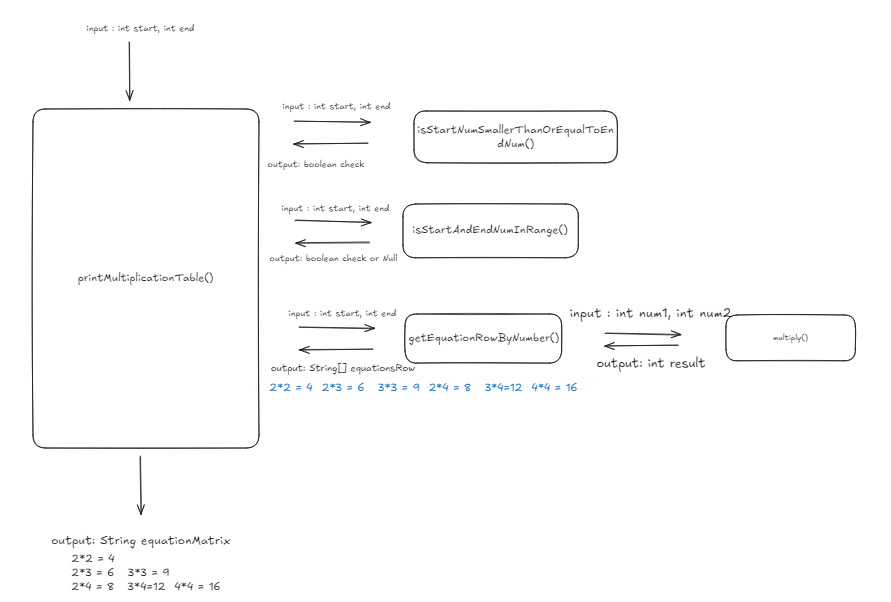 input : int start, int end
input : int start, int end
isStartNumSmallerThanOrEqualToEn
dNum()
output: boolean check
input : int start, int end
isStartAndEndNumInRange()
output: boolean check or Null
printMultiplicationTable()
input : int start, int end
getEquationRowByNumber()
output: String[] equationsRow
2*2 = 4 2*3 = 6 3*3 = 9 2*4 = 8 3*4=12 4*4 = 16
input : int num1, int num2
multiply()
output: int result
output: String equationMatrix
2*2 = 4
2*3 = 6 3*3 = 9
2*4 = 8 3*4=12 4*4 = 16